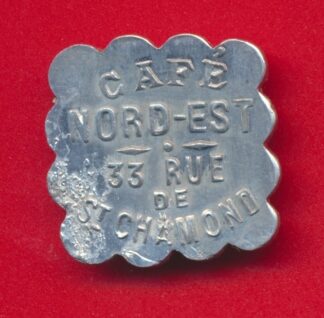 CAFÉ
NORD-EST
33 RUE
DE
ST CHAMOND